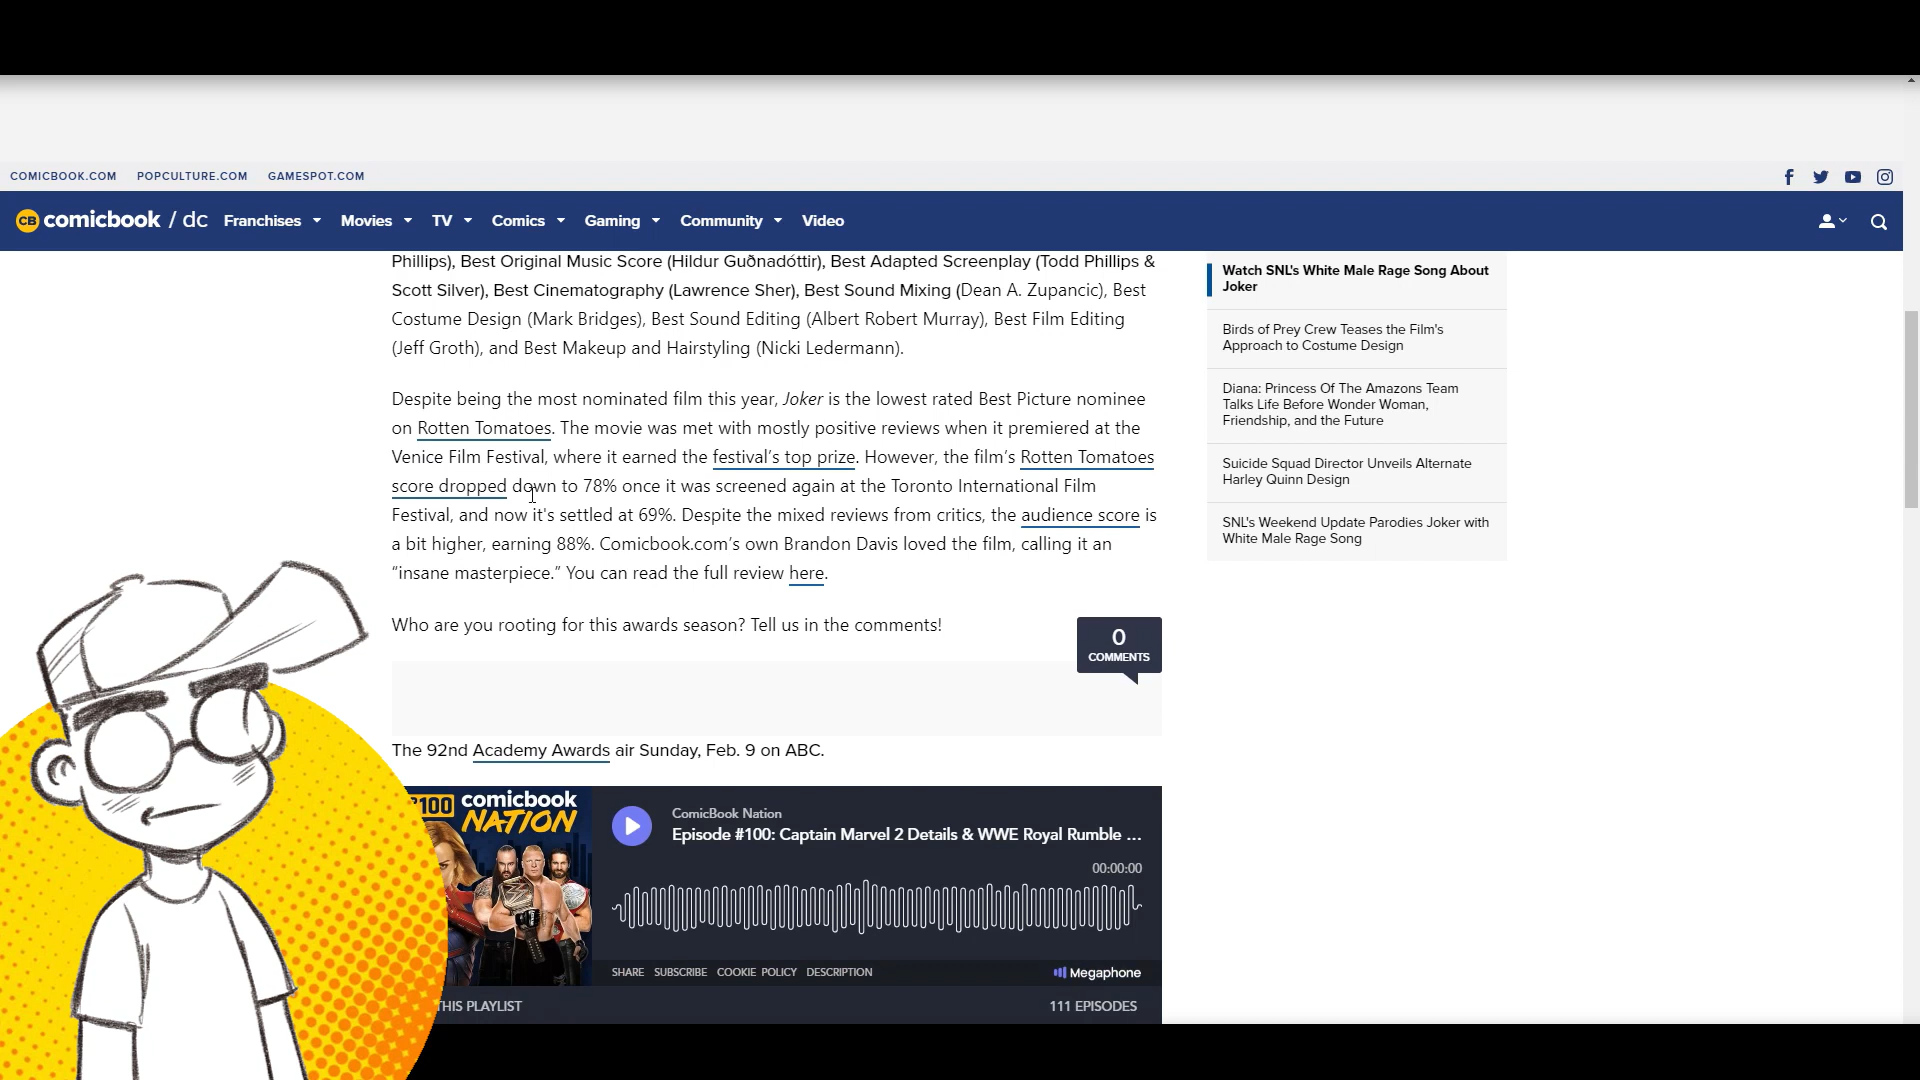 COMICBOOK.COM POPCULTURE.COM GAMESPOT.COM
CB comicbook / dc Franchises Movies TV Comics Gaming Community Video
Phillips), Best Original Music Score (Hildur Guðnadóttir), Best Adapted Screenplay (Todd Phillips &
Scott Silver), Best Cinematography (Lawrence Sher), Best Sound Mixing (Dean A. Zupancic), Best
Costume Design (Mark Bridges), Best Sound Editing (Albert Robert Murray), Best Film Editing
(Jeff Groth), and Best Makeup and Hairstyling (Nicki Ledermann).
Despite being the most nominated film this year, Joker is the lowest rated Best Picture nominee
on Rotten Tomatoes. The movie was met with mostly positive reviews when it premiered at the
Venice Film Festival, where it earned the festival's top prize. However, the film's Rotten Tomatoes
score dropped down to 78% once it was screened again at the Toronto International Film
Festival, and now it's settled at 69%. Despite the mixed reviews from critics, the audience score is
a bit higher, earning 88%. Comicbook.com's own Brandon Davis loved the film, calling it an
“insane masterpiece.” You can read the full review here.
Who are you rooting for this awards season? Tell us in the comments!
0
COMMENTS
The 92nd Academy Awards air Sunday, Feb. 9 on ABC.
Watch SNL's White Male Rage Song About
Joker
Birds of Prey Crew Teases the Film's
Approach to Costume Design
Diana: Princess Of The Amazons Team
Talks Life Before Wonder Woman,
Friendship, and the Future
Suicide Squad Director Unveils Alternate
Harley Quinn Design
SNL's Weekend Update Parodies Joker with
White Male Rage Song
100 comicbook
NATION
ComicBook Nation
Episode #100: Captain Marvel 2 Details & WWE Royal Rumble ...
00:00:00
SHARE SUBSCRIBE COOKIE POLICY DESCRIPTION
Megaphone
THIS PLAYLIST
111 EPISODES